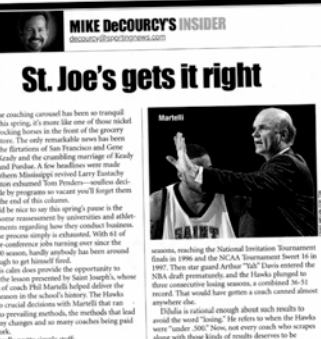 MIKE DeCOURCY'S INSIDER
decourcy@sportingnews.com
St. Joe's gets it right
coaching carousel has been so tranquil
this spring, it's more like one of those nickel
rocking horses in the front of the grocery
store. The only remarkable news has been
the flirtations of San Francisco and Gene
Keady and the crumbling marriage of Keady
and Purdue. A few headlines were made
Southern Mississippi revived Larry Eustachy
exhumed Tom Penders—soulless
by programs so vacant you'll forget them
the end of this column.
be nice to say this spring's pause is the
some reassessment by universities and
regarding how they conduct business.
process simply is exhausted. With 61 of
-conference jobs turning over since the
season, hardly anybody has been around
to get himself fired.
calm does provide the opportunity to
the lesson presented by Saint Joseph's, whose
of coach Phil Martelli helped deliver the
season in the school's history. The Hawks
crucial decisions with Martelli that ran
to prevailing methods, the methods that lead
many changes and so many coaches being paid
work.
Martelli
seasons, reaching the National Invitation Tournament
finals in 1996 and the NCAA Tournament Sweet 16 in
1997. Then star guard Arthur "Yah" Davis entered the
NBA draft prematurely, and the Hawks plunged to
three consecutive losing seasons, a combined 36-51
record. That would have gotten a coach canned almost
anywhere else.
DiJulia is rational enough about such results to
avoid the word "losing." He refers to when the Hawks
were "under .500." Now, not every coach who scrapes
along with those kinds of results deserves to be